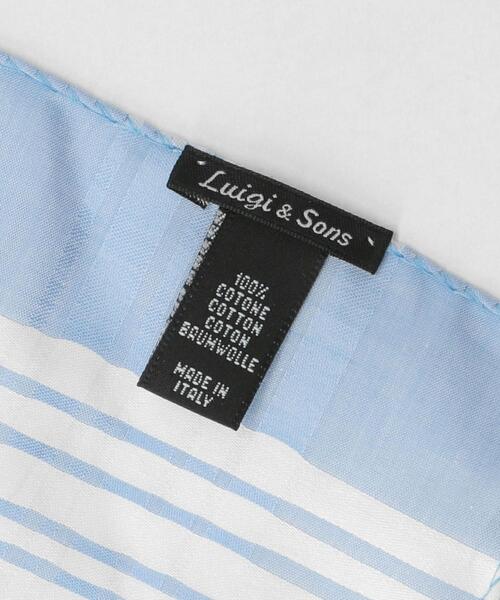 Luigi & Sons
100%
COTONE
COTTON
COTON
BAUMWOLLE
MADE IN
ITALY